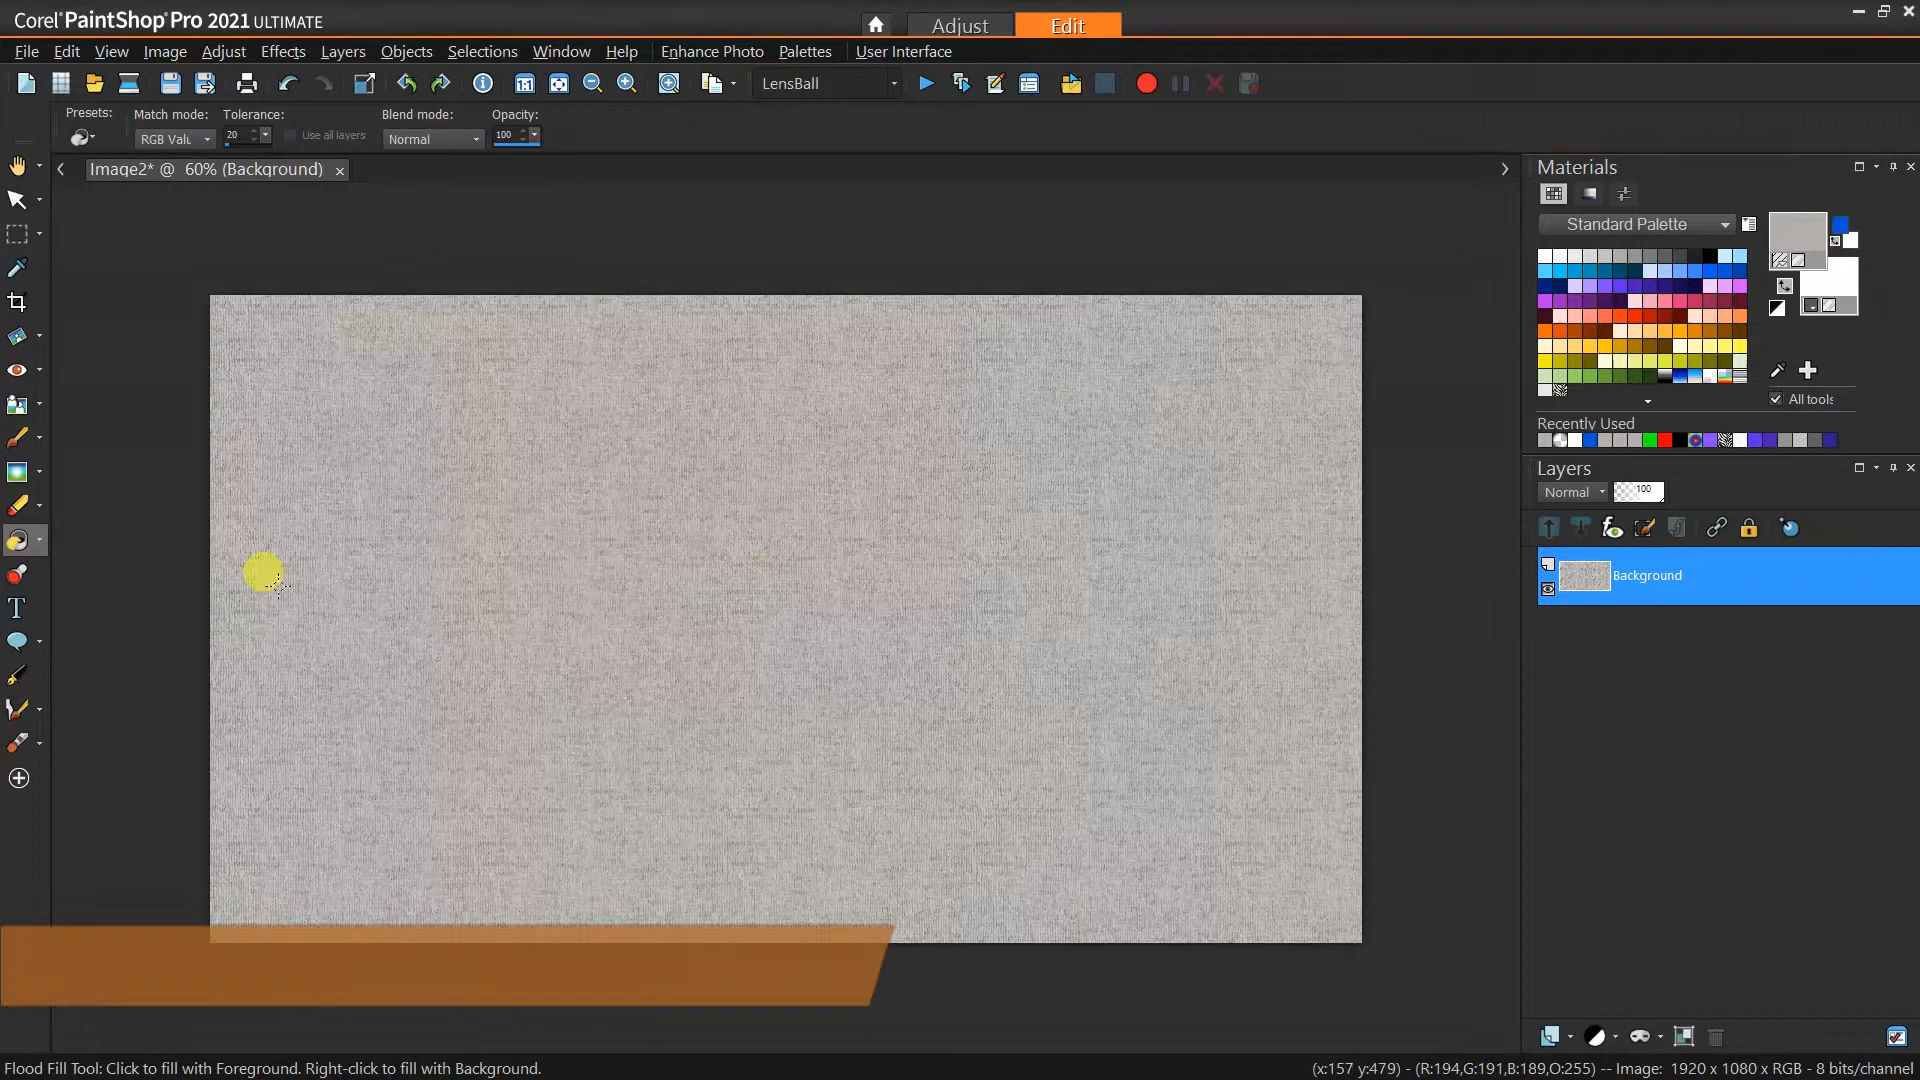 Corel PaintShop Pro 2021 ULTIMATE
Adjust
Edit
File Edit View Image Adjust Effects Layers Objects Selections Window Help Enhance Photo Palettes User Interface
1:1
LensBall
Presets:
Match mode:
Tolerance:
Blend mode:
Opacity:
RGB Valu
20
Use all layers
Normal
100
Image2* @ 60% (Background)
Materials
Standard Palette
All tools
Recently Used
Layers
Normal
100
Background
Flood Fill Tool: Click to fill with Foreground. Right-click to fill with Background.
(x:157 y:479) - (R:194,G:191,B:189,O:255) -- Image: 1920 x 1080 x RGB - 8 bits/channel